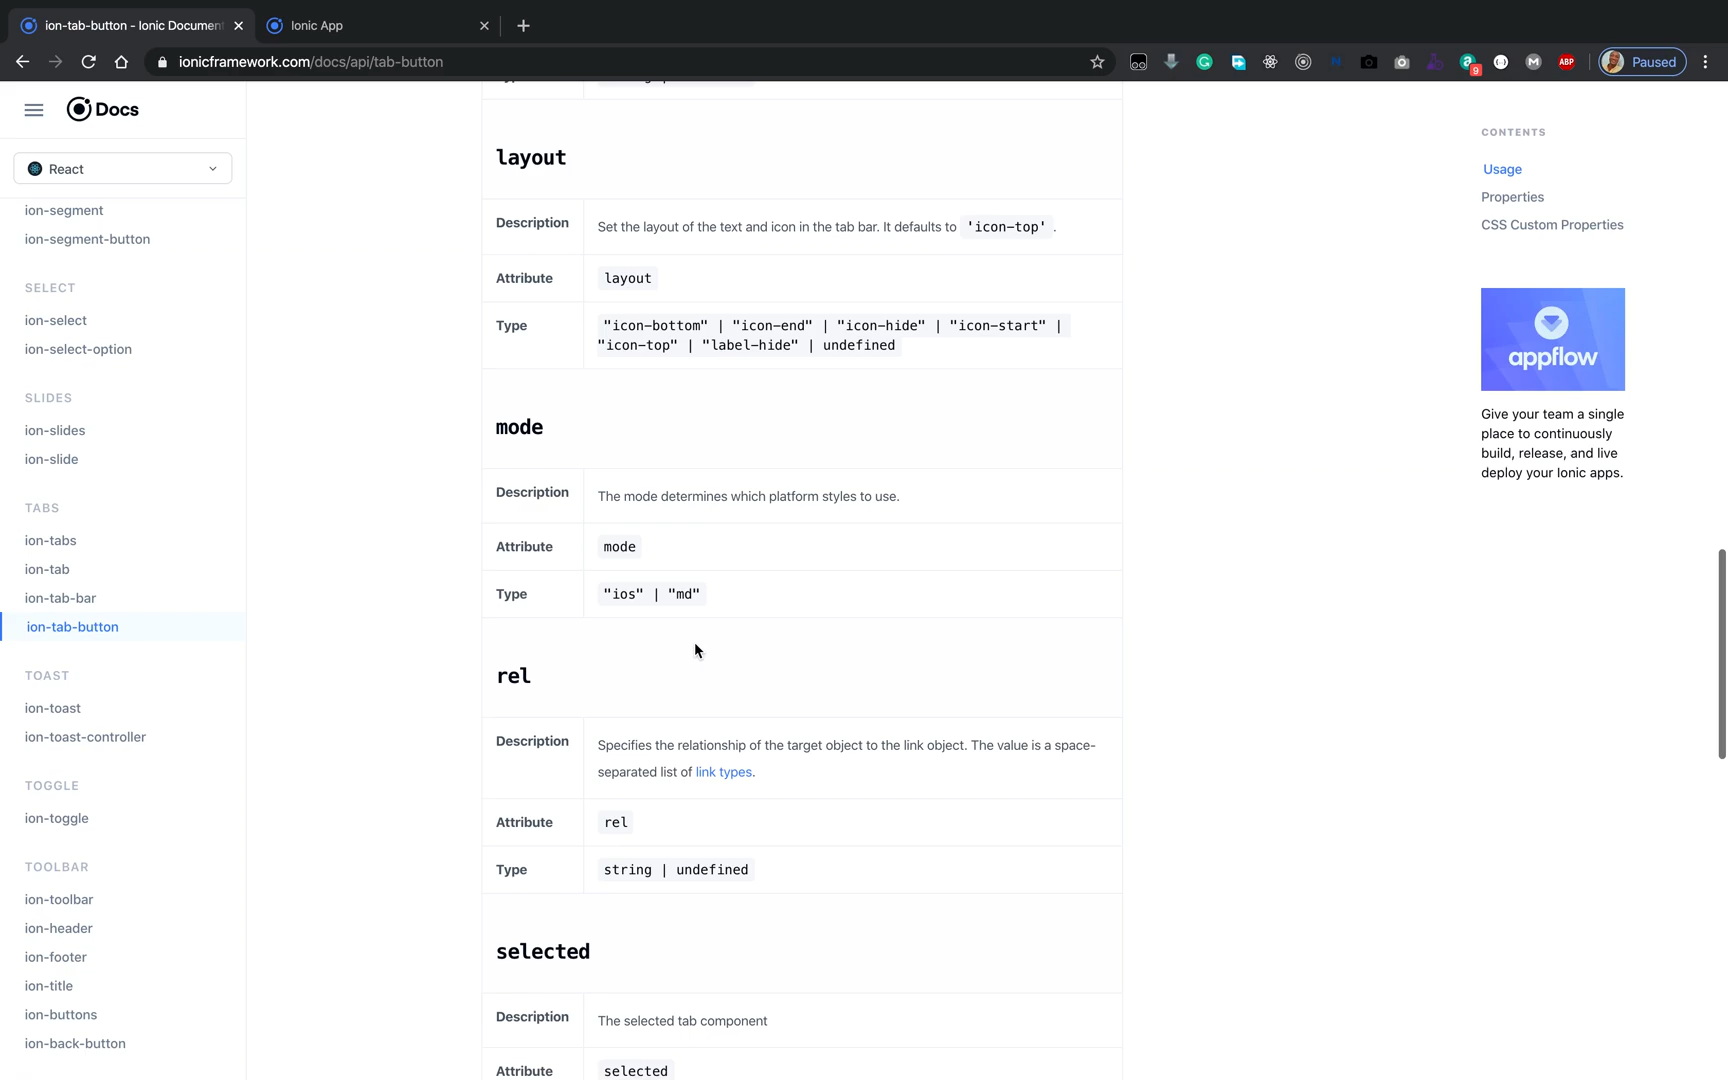 ion-tab-button - Ionic Document
Ionic App
ionicframework.com/docs/api/tab-button
9
ABP
Paused
Docs
React
ion-segment
ion-segment-button
SELECT
ion-select
ion-select-option
SLIDES
ion-slides
ion-slide
TABS
ion-tabs
ion-tab
ion-tab-bar
ion-tab-button
TOAST
ion-toast
ion-toast-controller
TOGGLE
ion-toggle
TOOLBAR
ion-toolbar
ion-header
ion-footer
ion-title
ion-buttons
ion-back-button
layout
Description Set the layout of the text and icon in the tab bar. It defaults to 'icon-top' .
Attribute layout
Type "icon-bottom" | "icon-end" | "icon-hide" | "icon-start" |
"icon-top" | "label-hide" | undefined
mode
Description The mode determines which platform styles to use.
Attribute mode
Type "ios" | "md"
rel
Description Specifies the relationship of the target object to the link object. The value is a space-
separated list of link types.
Attribute rel
Type string | undefined
selected
Description The selected tab component
Attribute selected
CONTENTS
Usage
Properties
CSS Custom Properties
appflow
Give your team a single
place to continuously
build, release, and live
deploy your Ionic apps.